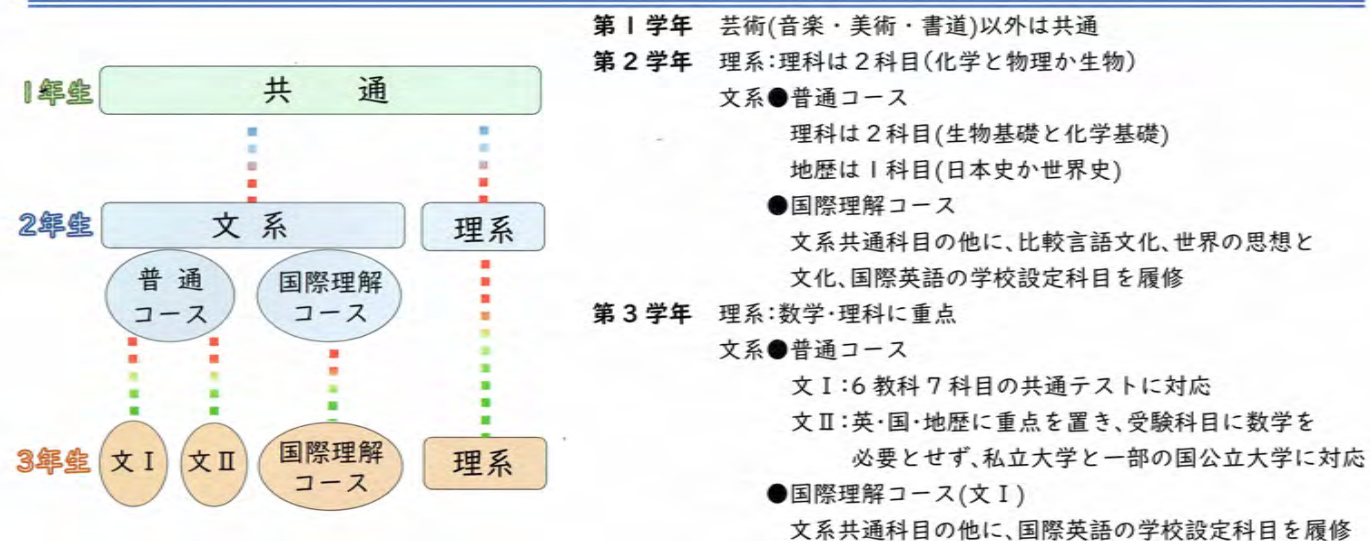 1年生
共 通
2年生
文 系
理系
普 通
コース
国際理解
コース
3年生
文Ⅰ
文Ⅱ
国際理解
コース
理系
第1学年 芸術(音楽・美術・書道)以外は共通
第2学年 理系:理科は2科目(化学と物理か生物)
文系●普通コース
理科は2科目(生物基礎と化学基礎)
地歴は1科目(日本史か世界史)
●国際理解コース
文系共通科目の他に、比較言語文化、世界の思想と
文化、国際英語の学校設定科目を履修
第3学年 理系:数学・理科に重点
文系●普通コース
文Ⅰ:6教科7科目の共通テストに対応
文Ⅱ:英・国・地歴に重点を置き、受験科目に数学を
必要とせず、私立大学と一部の国公立大学に対応
●国際理解コース(文Ⅰ)
文系共通科目の他に、国際英語の学校設定科目を履修